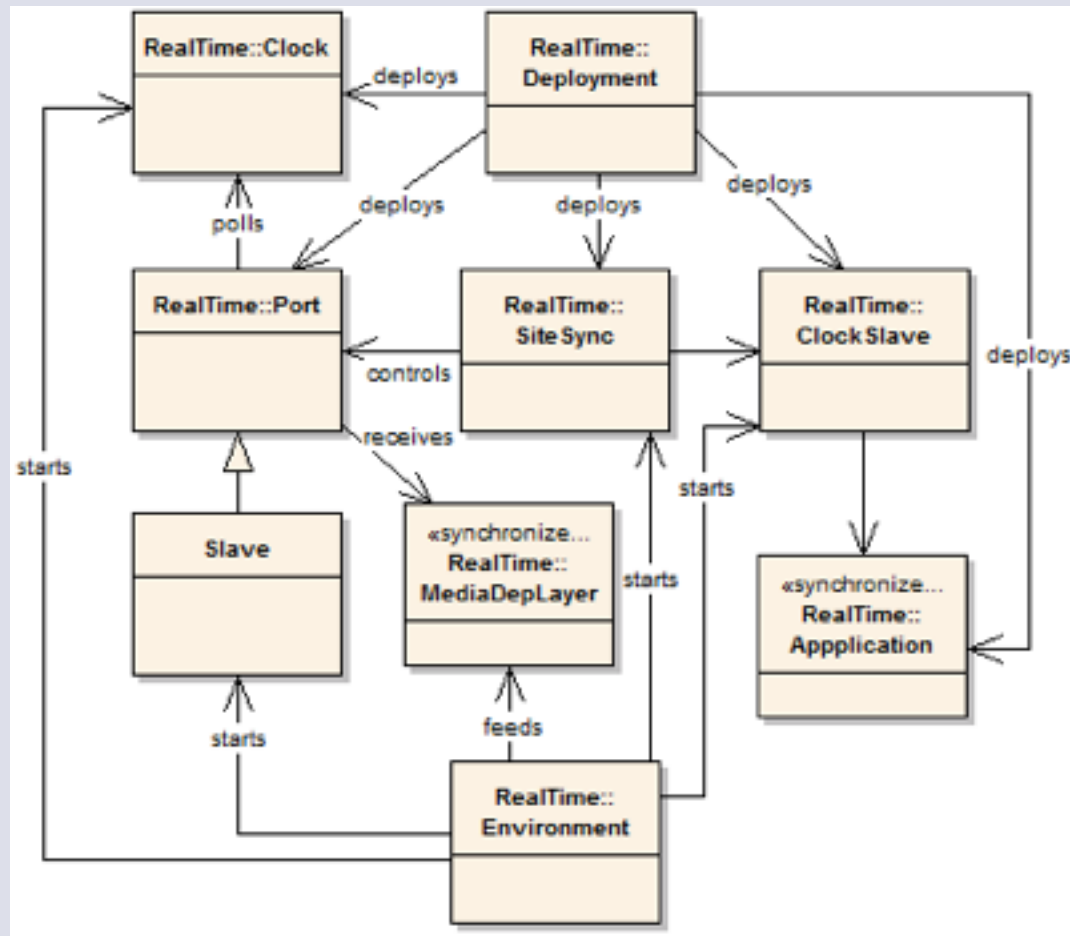 RealTime::Clock
RealTime::
Deployment
deploys
deploys
deploys
deploys
deploys
polls
RealTime::Port
RealTime::
SiteSync
RealTime::
ClockSlave
controls
receives
starts
starts
starts
starts
Slave
«synchronize...
RealTime::
MediaDepLayer
«synchronize...
RealTime::
Appplication
feeds
RealTime::
Environment